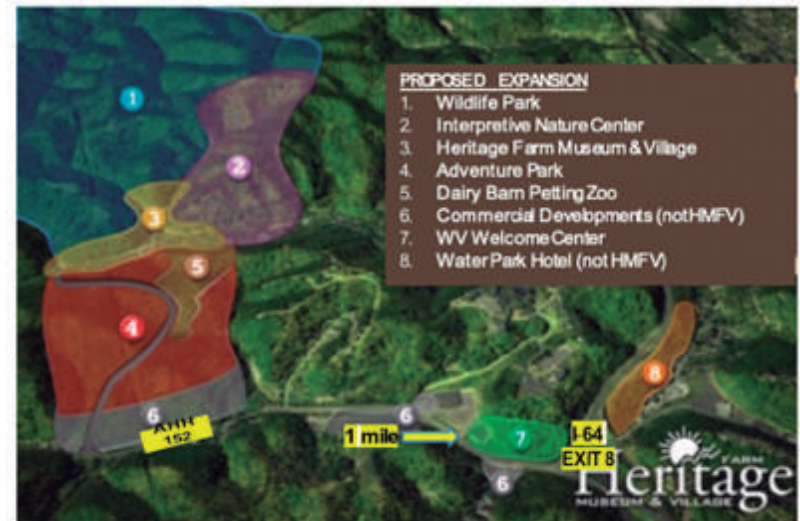 PROPOSED EXPANSION
1. Wildlife Park
2. Interpretive Nature Center
3. Heritage Farm Museum & Village
4. Adventure Park
5. Dairy Barn Petting Zoo
6. Commercial Developments (not HMFV)
7. WV Welcome Center
8. Water Park Hotel (not HMFV)
1
2
3
5
4
8
6
152
6
1 mile
7
I-64
EXIT 8
6
FARM
Heritage
MUSEUM & VILLAGE